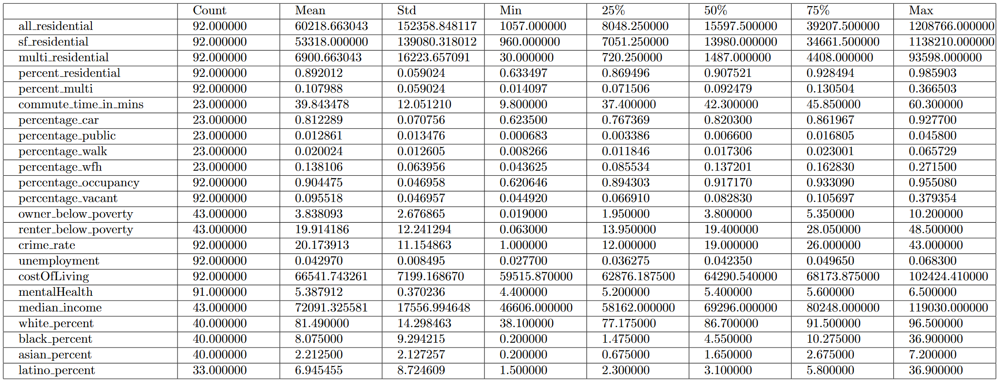 Count Mean Std Min 25% 50% 75% Max
all_residential 92.000000 60218.663043 152358.848117 1057.000000 8048.250000 15597.500000 39207.500000 1208766.000000
sf_residential 92.000000 53318.000000 139080.318012 960.000000 7051.250000 13980.000000 34661.500000 1138210.000000
multi_residential 92.000000 6900.663043 16223.657091 30.000000 720.250000 1487.000000 4408.000000 93598.000000
percent_residential 92.000000 0.892012 0.059024 0.633497 0.869496 0.907521 0.928494 0.985903
percent_multi 92.000000 0.107988 0.059024 0.014097 0.071506 0.092479 0.130504 0.366503
commute_time_in_mins 23.000000 39.843478 12.051210 9.800000 37.400000 42.300000 45.850000 60.300000
percentage_car 23.000000 0.812289 0.070756 0.623500 0.767369 0.820300 0.861967 0.927700
percentage_public 23.000000 0.012861 0.013476 0.000683 0.003386 0.006600 0.016805 0.045800
percentage_walk 23.000000 0.020024 0.012605 0.008266 0.011846 0.017306 0.023001 0.065729
percentage_wfh 23.000000 0.138106 0.063956 0.043625 0.085534 0.137201 0.162830 0.271500
percentage_occupancy 92.000000 0.904475 0.046958 0.620646 0.894303 0.917170 0.933090 0.955080
percentage_vacant 92.000000 0.095518 0.046957 0.044920 0.066910 0.082830 0.105697 0.379354
owner_below_poverty 43.000000 3.838093 2.676865 0.019000 1.950000 3.800000 5.350000 10.200000
renter_below_poverty 43.000000 19.914186 12.241294 0.063000 13.950000 19.400000 28.050000 48.500000
crime_rate 92.000000 20.173913 11.154863 1.000000 12.000000 19.000000 26.000000 43.000000
unemployment 92.000000 0.042970 0.008495 0.027700 0.036275 0.042350 0.049650 0.068300
costOfLiving 92.000000 66541.743261 7199.168670 59515.870000 62876.187500 64290.540000 68173.875000 102424.410000
mentalHealth 91.000000 5.387912 0.370236 4.400000 5.200000 5.400000 5.600000 6.500000
median_income 43.000000 72091.325581 17556.994648 46606.000000 58162.000000 69296.000000 80248.000000 119030.000000
white_percent 40.000000 81.490000 14.298463 38.100000 77.175000 86.700000 91.500000 96.500000
black_percent 40.000000 8.075000 9.294215 0.200000 1.475000 4.550000 10.275000 36.900000
asian_percent 40.000000 2.212500 2.127257 0.200000 0.675000 1.650000 2.675000 7.200000
latino_percent 33.000000 6.945455 8.724609 1.500000 2.300000 3.100000 5.800000 36.900000